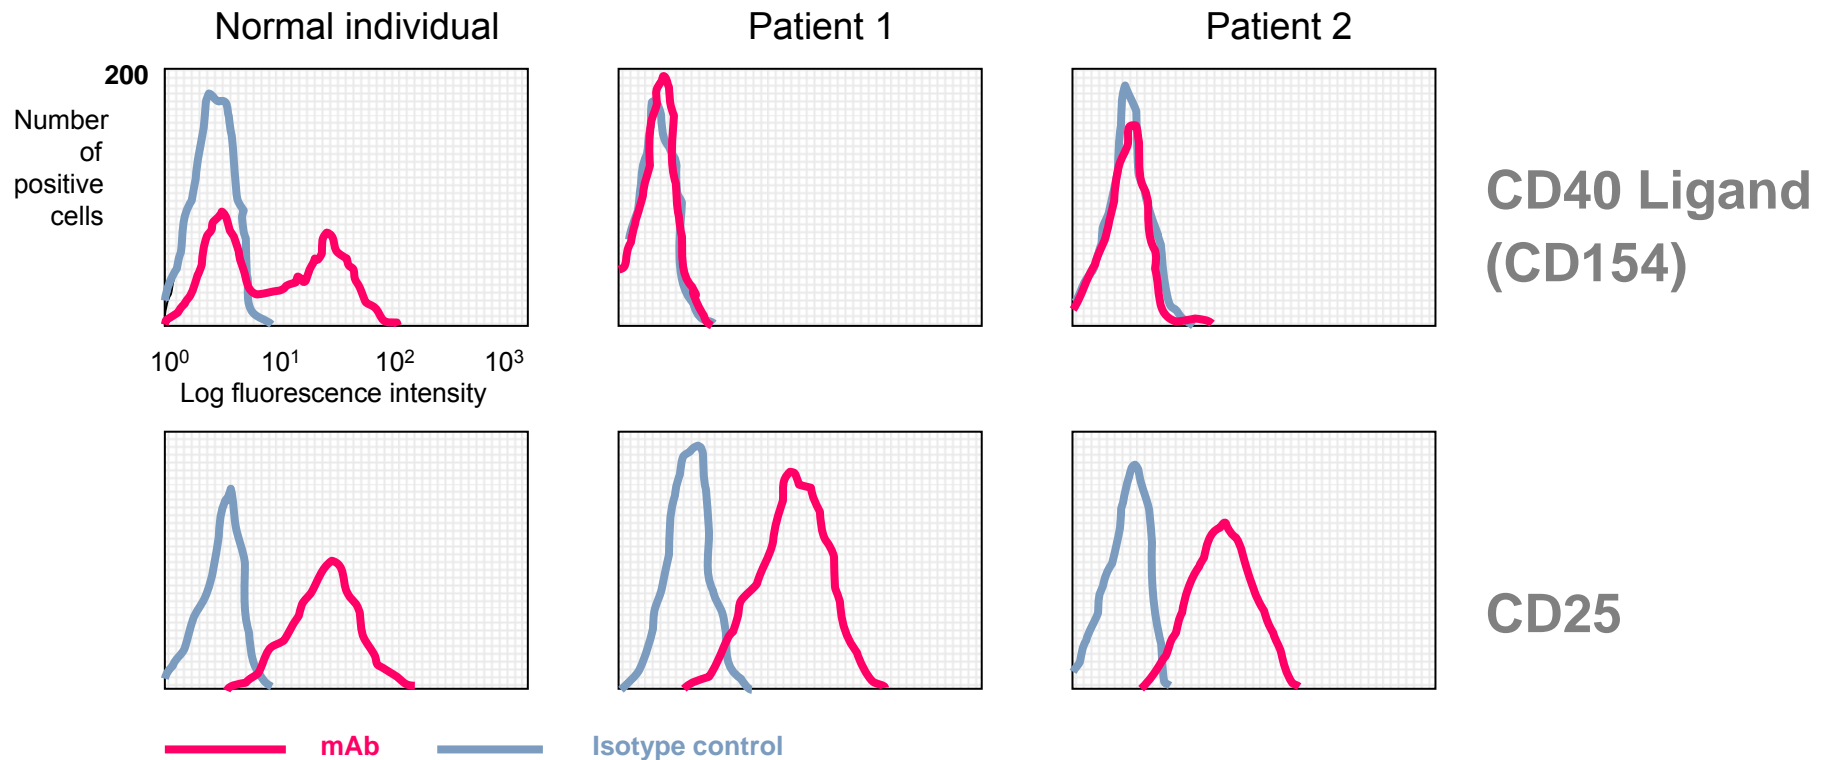 Normal individual
Patient 1
Patient 2
200
Number
of
positive
cells
CD40 Ligand
(CD154)
10⁰ 10¹ 10² 10³
Log fluorescence intensity
CD25
mAb
Isotype control